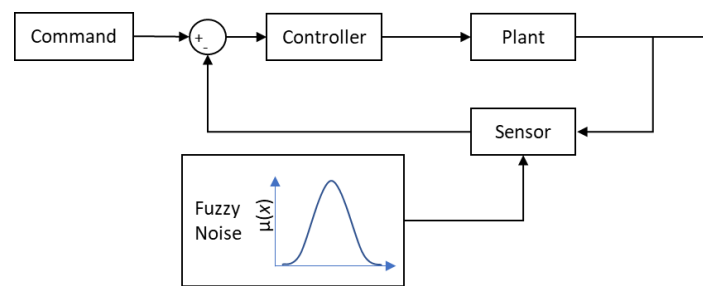 Command
+
-
Controller
Plant
Sensor
Fuzzy
Noise
μ(x)